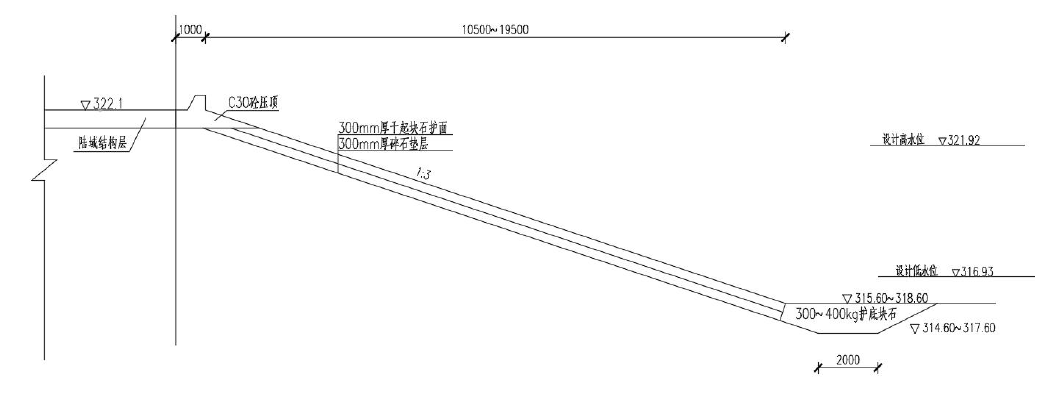 1000
10500~19500
▽322.1
C30砼压顶
陆域结构层
300mm厚干起块石护面
300mm厚碎石垫层
1:3
设计高水位 ▽321.92
设计低水位 ▽316.93
▽ 315.60~318.60
300~400kg护底块石
▽ 314.60~317.60
2000